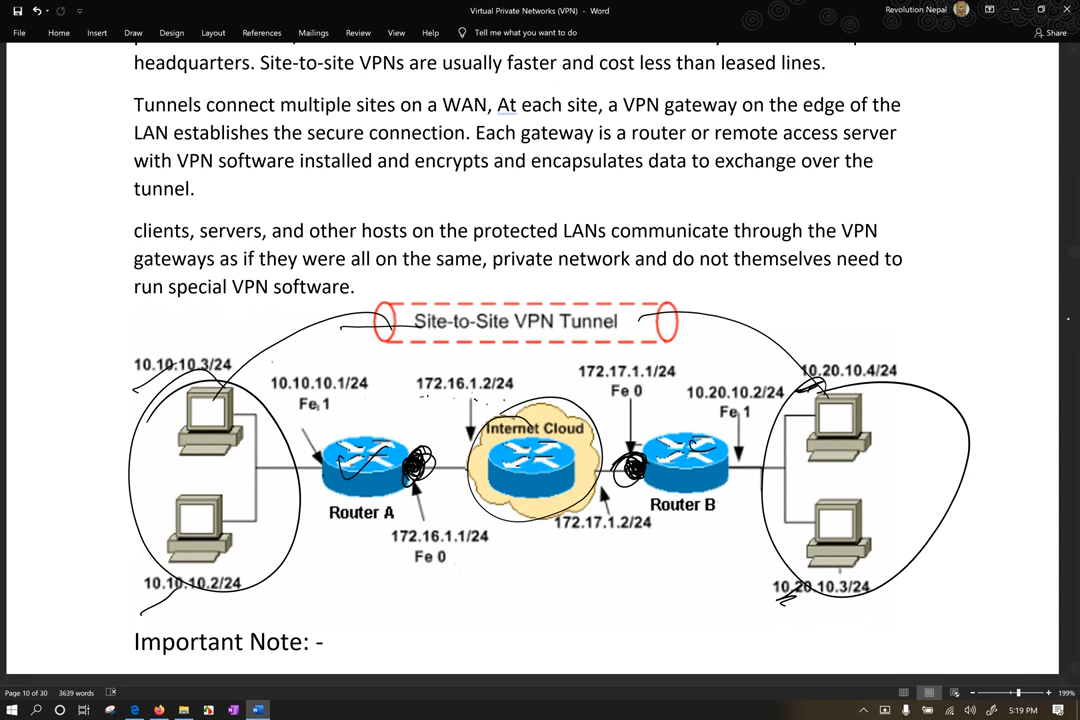 Virtual Private Networks (VPN) - Word
Revolution Nepal
File Home Insert Draw Design Layout References Mailings Review View Help Tell me what you want to do Share
headquarters. Site-to-site VPNs are usually faster and cost less than leased lines.
Tunnels connect multiple sites on a WAN, At each site, a VPN gateway on the edge of the
LAN establishes the secure connection. Each gateway is a router or remote access server
with VPN software installed and encrypts and encapsulates data to exchange over the
tunnel.
clients, servers, and other hosts on the protected LANs communicate through the VPN
gateways as if they were all on the same, private network and do not themselves need to
run special VPN software.
Site-to-Site VPN Tunnel
10.10.10.3/24
10.10.10.1/24
Fe 1
172.16.1.2/24
172.17.1.1/24
Fe 0
10.20.10.2/24
Fe 1
10.20.10.4/24
Internet Cloud
Router A
Router B
172.16.1.1/24
Fe 0
172.17.1.2/24
10.10.10.2/24
10.20.10.3/24
Important Note: -
Page 10 of 30 3639 words
199%
5:19 PM